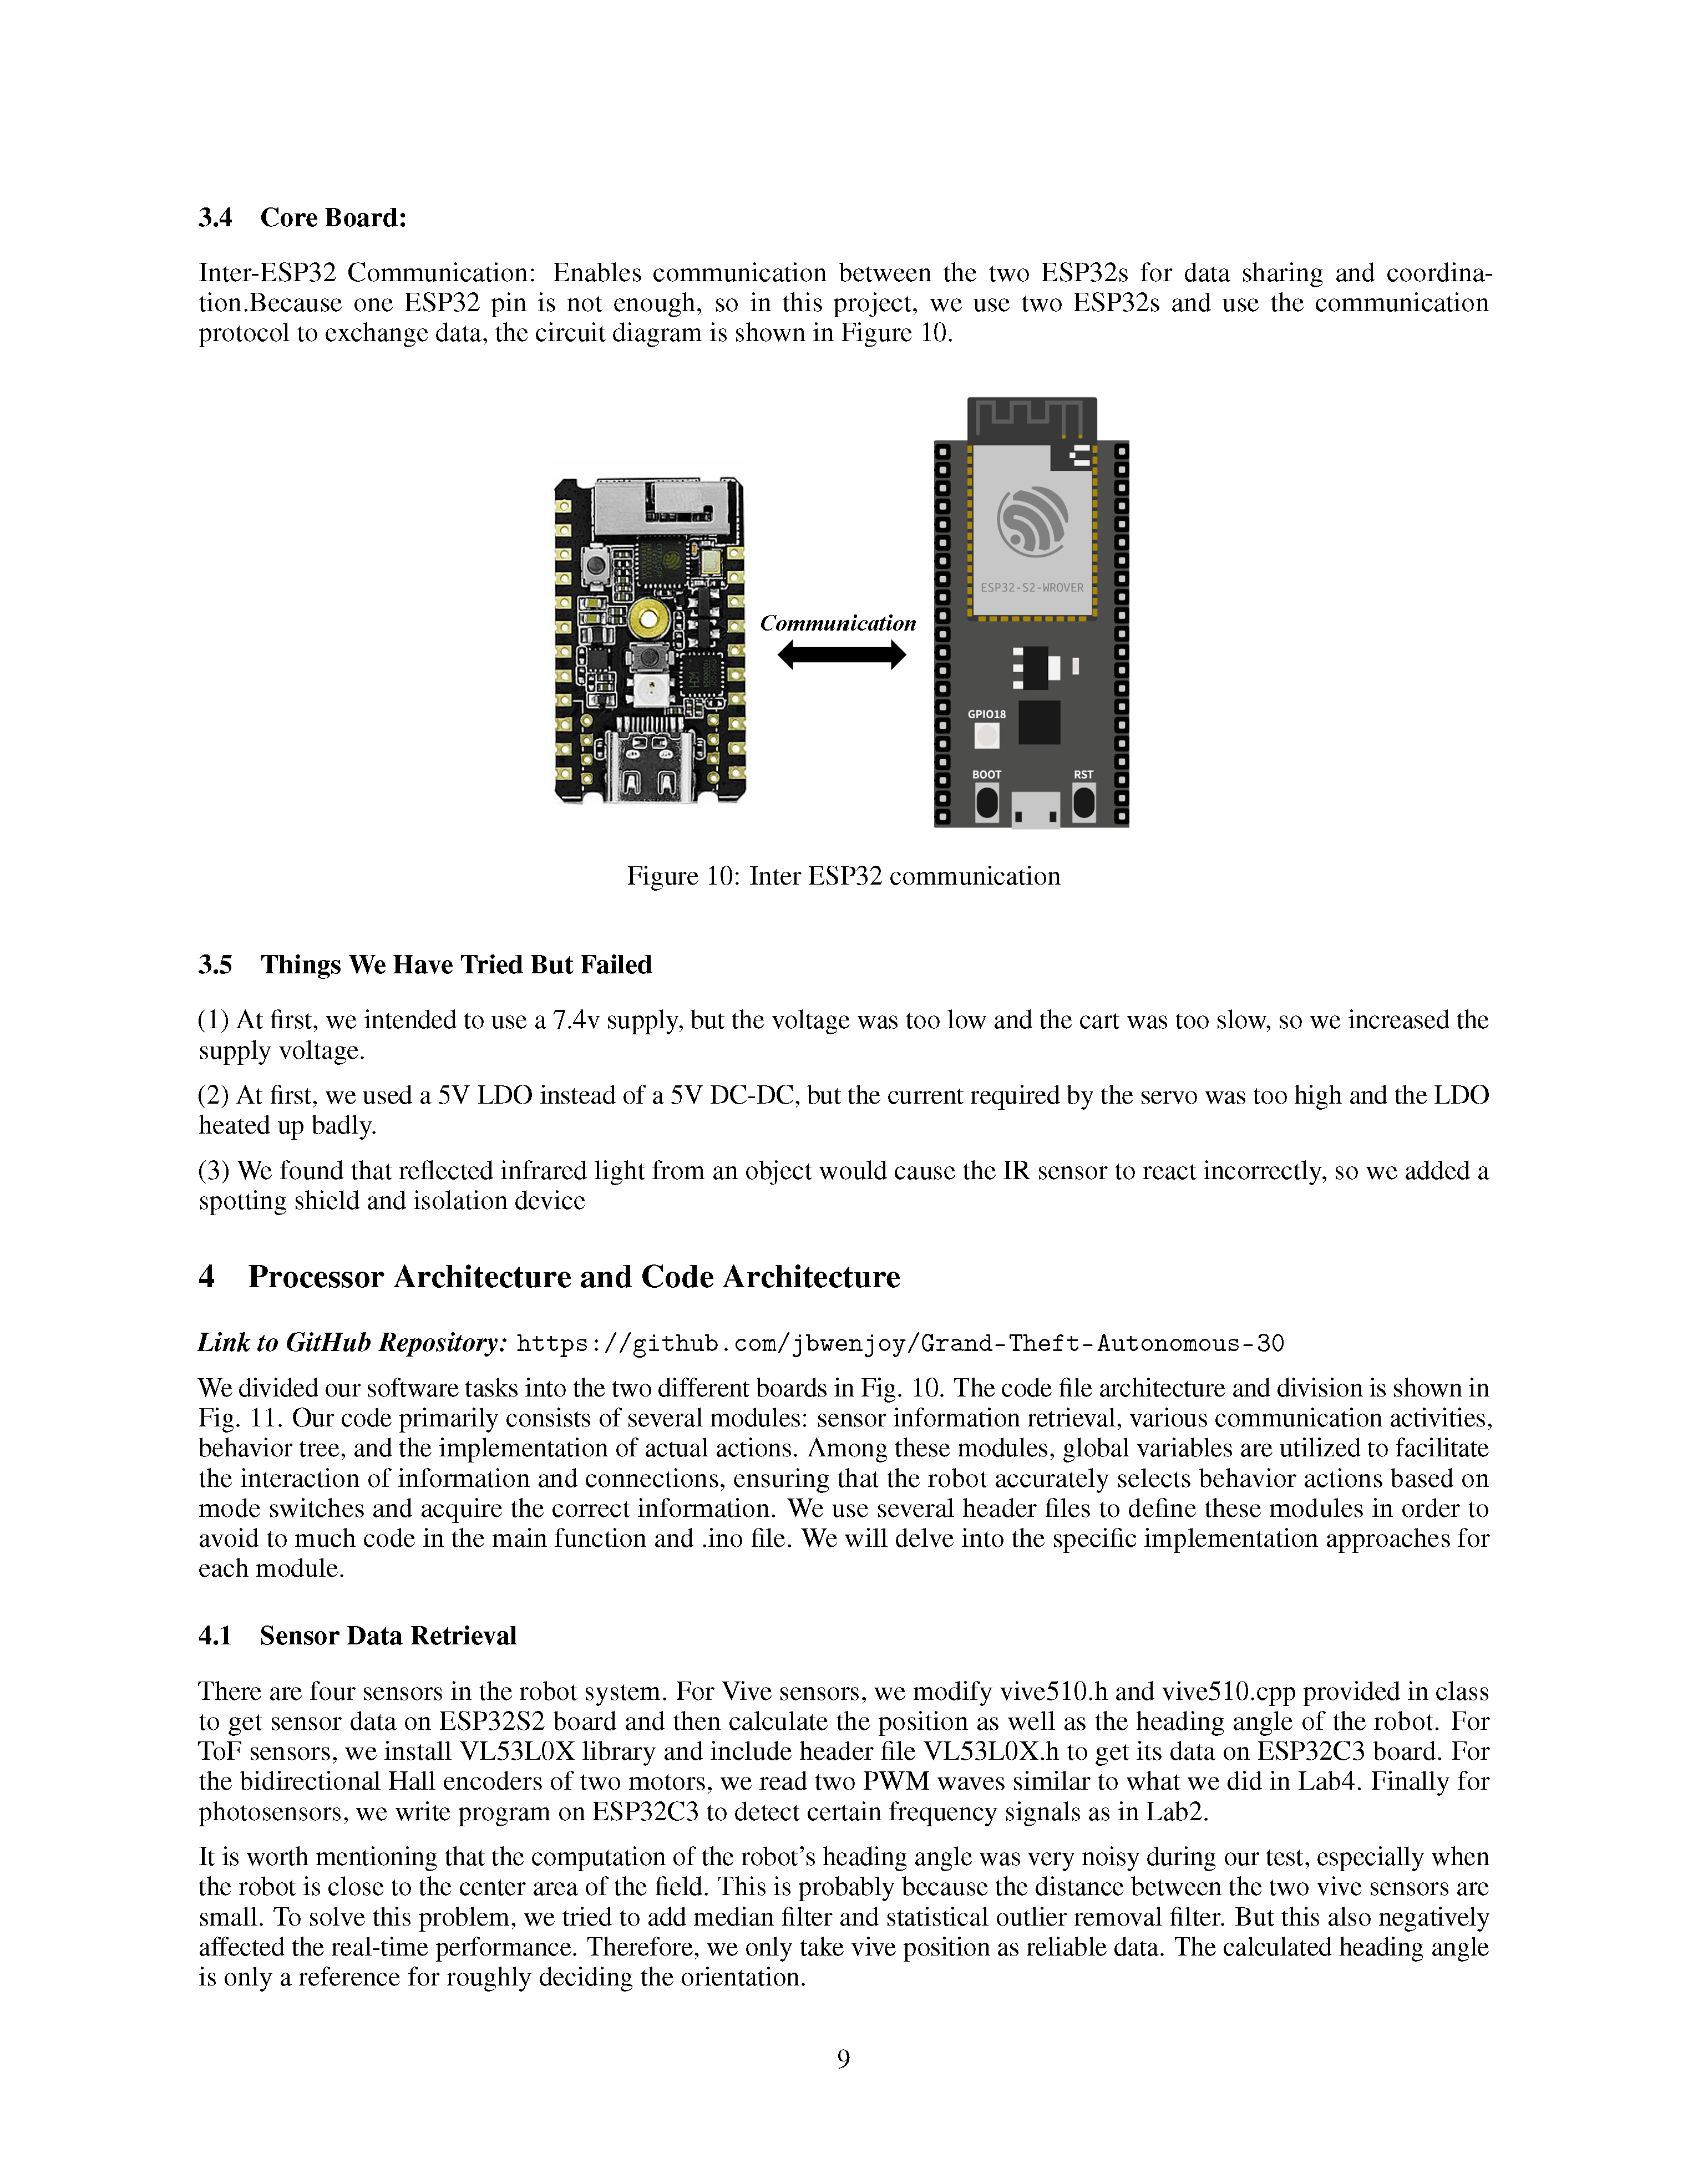 3.4 Core Board:
Inter-ESP32 Communication: Enables communication between the two ESP32s for data sharing and coordina-
tion.Because one ESP32 pin is not enough, so in this project, we use two ESP32s and use the communication
protocol to exchange data, the circuit diagram is shown in Figure 10.
Communication
ESP32-S2-WROVER
GPIO18
BOOT
RST
Figure 10: Inter ESP32 communication
3.5 Things We Have Tried But Failed
(1) At first, we intended to use a 7.4v supply, but the voltage was too low and the cart was too slow, so we increased the
supply voltage.
(2) At first, we used a 5V LDO instead of a 5V DC-DC, but the current required by the servo was too high and the LDO
heated up badly.
(3) We found that reflected infrared light from an object would cause the IR sensor to react incorrectly, so we added a
spotting shield and isolation device
4 Processor Architecture and Code Architecture
Link to GitHub Repository: https://github.com/jbwenjoy/Grand-Theft-Autonomous-30
We divided our software tasks into the two different boards in Fig. 10. The code file architecture and division is shown in
Fig. 11. Our code primarily consists of several modules: sensor information retrieval, various communication activities,
behavior tree, and the implementation of actual actions. Among these modules, global variables are utilized to facilitate
the interaction of information and connections, ensuring that the robot accurately selects behavior actions based on
mode switches and acquire the correct information. We use several header files to define these modules in order to
avoid to much code in the main function and .ino file. We will delve into the specific implementation approaches for
each module.
4.1 Sensor Data Retrieval
There are four sensors in the robot system. For Vive sensors, we modify vive510.h and vive510.cpp provided in class
to get sensor data on ESP32S2 board and then calculate the position as well as the heading angle of the robot. For
ToF sensors, we install VL53L0X library and include header file VL53L0X.h to get its data on ESP32C3 board. For
the bidirectional Hall encoders of two motors, we read two PWM waves similar to what we did in Lab4. Finally for
photosensors, we write program on ESP32C3 to detect certain frequency signals as in Lab2.
It is worth mentioning that the computation of the robot's heading angle was very noisy during our test, especially when
the robot is close to the center area of the field. This is probably because the distance between the two vive sensors are
small. To solve this problem, we tried to add median filter and statistical outlier removal filter. But this also negatively
affected the real-time performance. Therefore, we only take vive position as reliable data. The calculated heading angle
is only a reference for roughly deciding the orientation.
9